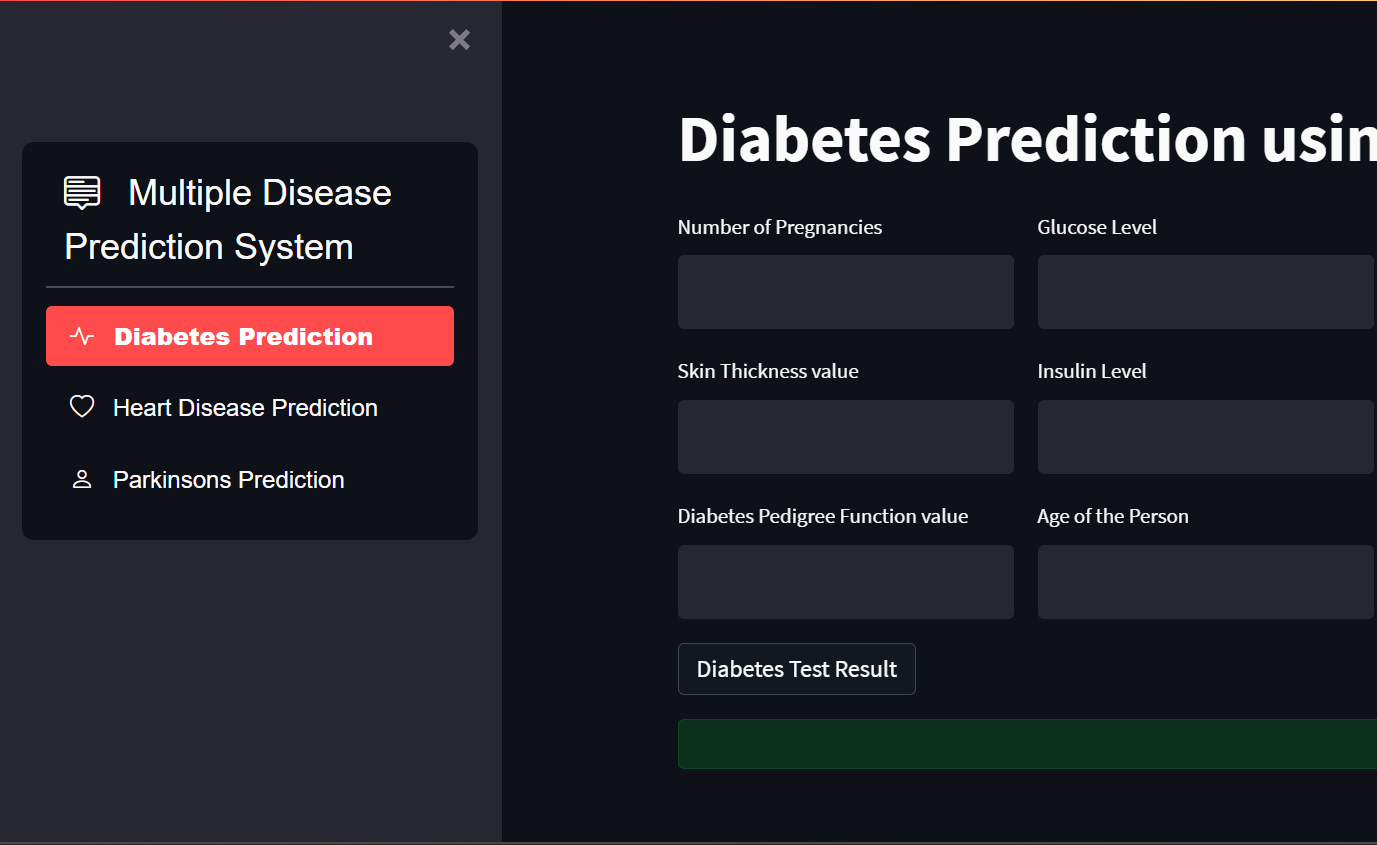 Multiple Disease
Prediction System
Diabetes Prediction
Heart Disease Prediction
Parkinsons Prediction
Diabetes Prediction usin
Number of Pregnancies
Glucose Level
Skin Thickness value
Insulin Level
Diabetes Pedigree Function value
Age of the Person
Diabetes Test Result